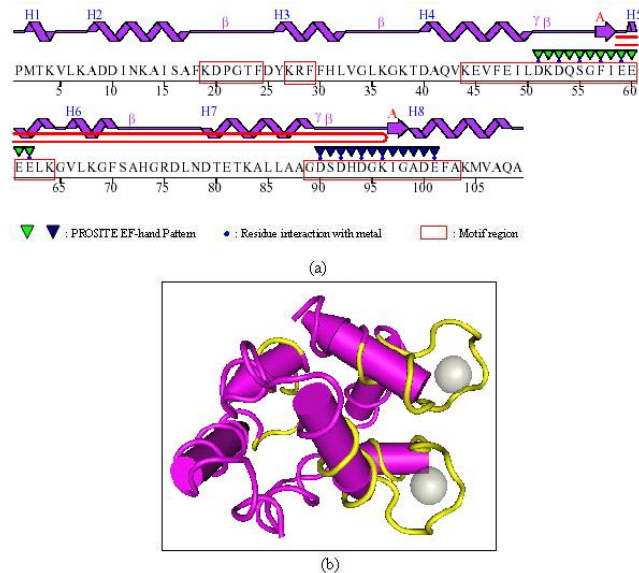 H1 H2 β H3 β H4 γ β A H5
PMTKVLKADDINKAISAFKDPGTFDYKRFFHLVGLKGKTDAQVKEVFEILDKDQSGFIEE
5 10 15 20 25 30 35 40 45 50 55 60
H6 β H7 γ β A H8
EELKGVLKGFSAHGRDLNDTETKALLAAGDSDHDGKIGADEFAKMVAQA
65 70 75 80 85 90 95 100 105
: PROSITE EF-hand Pattern : Residue interaction with metal : Motif region
(a)
(b)